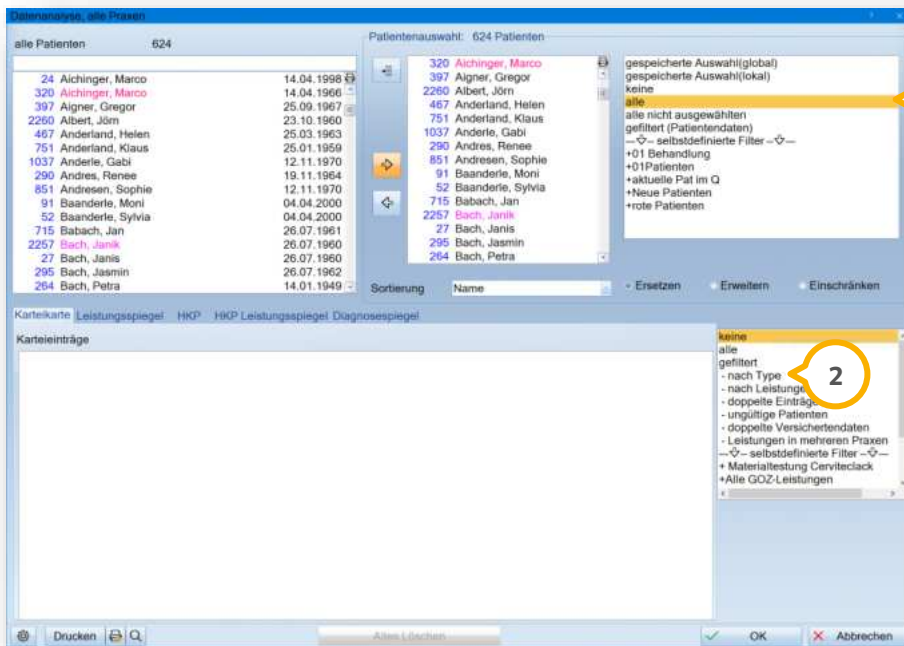 Datenanalyse, alle Praxen
alle Patienten 624
24 Aichinger, Marco 14.04.1998
320 Aichinger, Marco 14.04.1966
397 Aigner, Gregor 25.09.1967
2260 Albert, Jörn 23.10.1960
467 Anderland, Helen 25.03.1963
751 Anderland, Klaus 25.01.1959
1037 Anderle, Gabi 12.11.1970
290 Andres, Renee 19.11.1964
851 Andresen, Sophie 12.11.1970
91 Baanderle, Moni 04.04.2000
52 Baanderle, Sylvia 04.04.2000
715 Babach, Jan 26.07.1961
2257 Bach, Janik 26.07.1960
27 Bach, Janis 26.07.1960
295 Bach, Jasmin 26.07.1962
264 Bach, Petra 14.01.1949
Patientenauswahl: 624 Patienten
320 Aichinger, Marco
397 Aigner, Gregor
2260 Albert, Jörn
467 Anderland, Helen
751 Anderland, Klaus
1037 Anderle, Gabi
290 Andres, Renee
851 Andresen, Sophie
91 Baanderle, Moni
52 Baanderle, Sylvia
715 Babach, Jan
2257 Bach, Janik
27 Bach, Janis
295 Bach, Jasmin
264 Bach, Petra
gespeicherte Auswahl(global)
gespeicherte Auswahl(lokal)
keine
alle
alle nicht ausgewählten
gefiltert (Patientendaten)
selbstdefinierte Filter
+01 Behandlung
+01Patienten
+aktuelle Pat im Q
+Neue Patienten
+rote Patienten
Sortierung Name
Ersetzen Erweitern Einschränken
Karteikarte Leistungsspiegel HKP HKP Leistungsspiegel Diagnosespiegel
Karteieinträge
keine
alle
gefiltert
- nach Type
- nach Leistunge
- doppelte Einträge
- ungültige Patienten
- doppelte Versichertendaten
- Leistungen in mehreren Praxen
selbstdefinierte Filter
+ Materialtestung Cerviteclack
+Alle GOZ-Leistungen
2
Drucken Alles Löschen OK Abbrechen